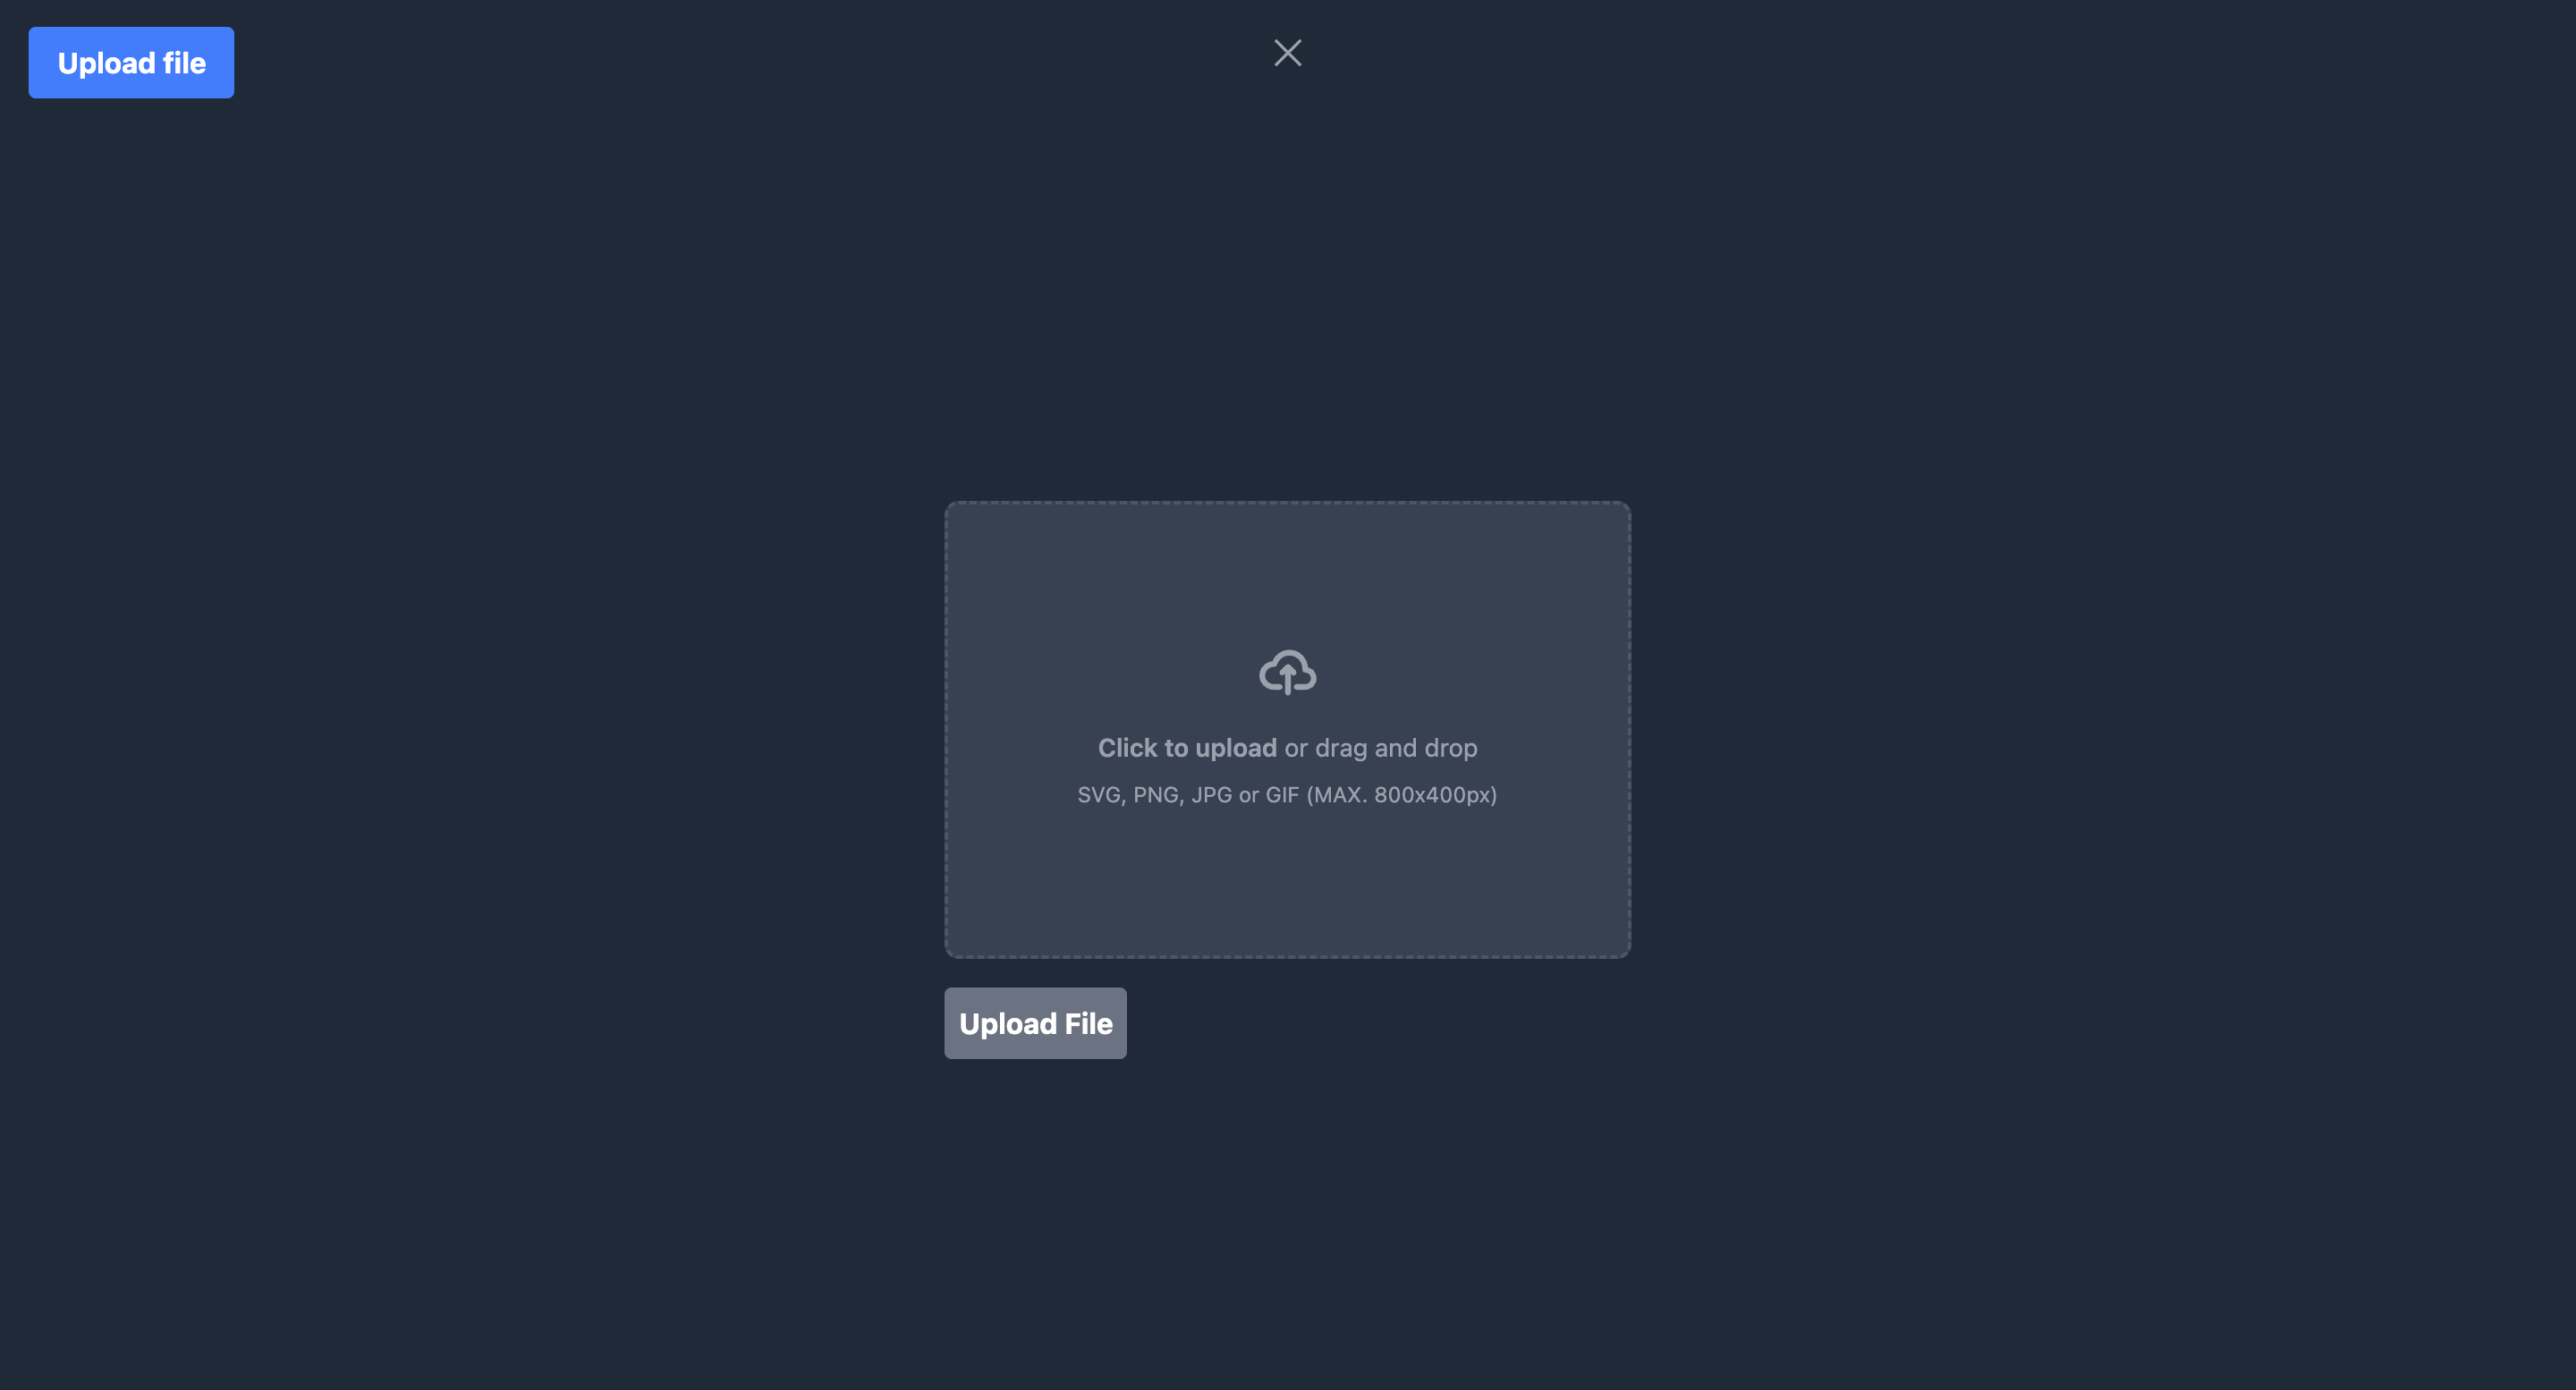 Upload file
Click to upload or drag and drop
SVG, PNG, JPG or GIF (MAX. 800x400px)
Upload File